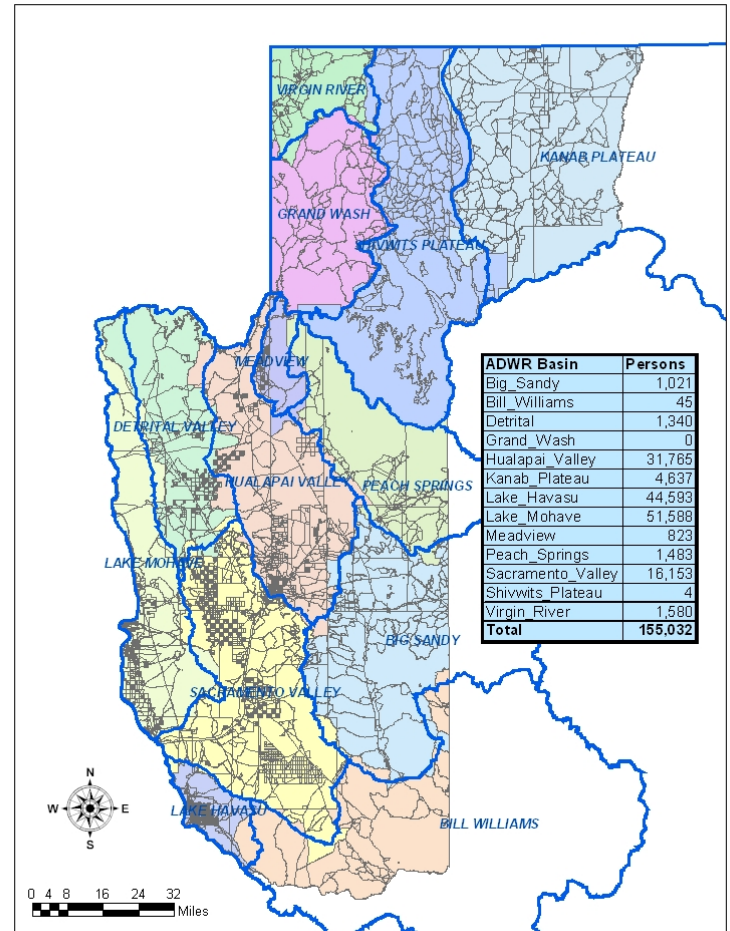 VIRGIN RIVER
KANAB PLATEAU
GRAND WASH
SHIVWITS PLATEAU
MEADVIEW
DETRITAL VALLEY
HUALAPAI VALLEY
PEACH SPRINGS
LAKE MOHAVE
BIG SANDY
SACRAMENTO VALLEY
LAKE HAVASU
BILL WILLIAMS
ADWR Basin Persons
Big_Sandy 1,021
Bill_Williams 45
Detrital 1,340
Grand_Wash 0
Hualapai_Valley 31,765
Kanab_Plateau 4,637
Lake_Havasu 44,593
Lake_Mohave 51,588
Meadview 823
Peach_Springs 1,483
Sacramento_Valley 16,153
Shivwits_Plateau 4
Virgin_River 1,580
Total 155,032
N
W E
S
0 4 8 16 24 32
Miles